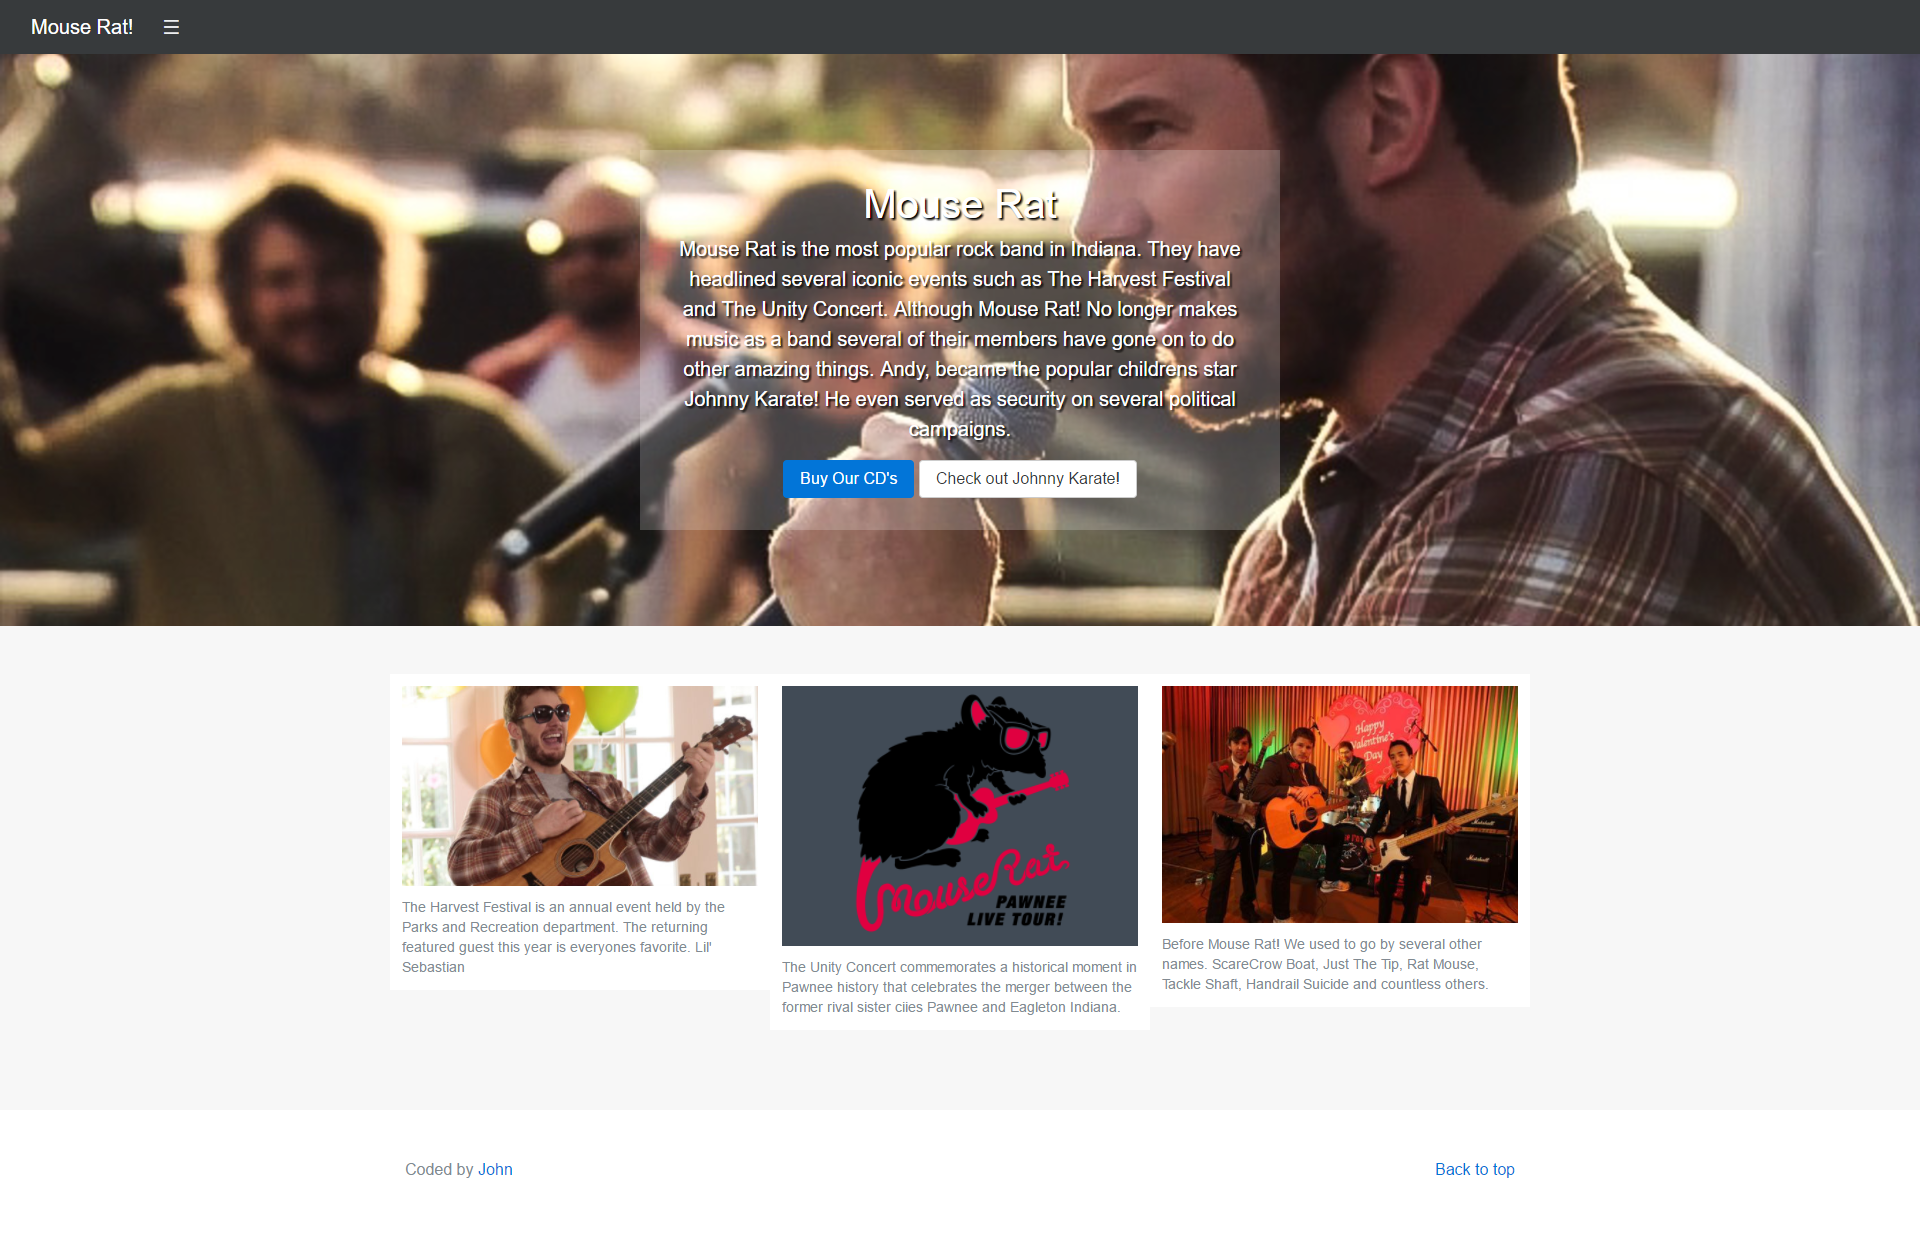 Mouse Rat! ☰
Mouse Rat
Mouse Rat is the most popular rock band in Indiana. They have
headlined several iconic events such as The Harvest Festival
and The Unity Concert. Although Mouse Rat! No longer makes
music as a band several of their members have gone on to do
other amazing things. Andy, became the popular childrens star
Johnny Karate! He even served as security on several political
campaigns.
Buy Our CD's Check out Johnny Karate!
Happy
Valentine's
Day
Marshall
Marshall
MouseRat
PAWNEE
LIVE TOUR!
The Harvest Festival is an annual event held by the
Parks and Recreation department. The returning
featured guest this year is everyones favorite. Lil'
Sebastian
The Unity Concert commemorates a historical moment in
Pawnee history that celebrates the merger between the
former rival sister ciies Pawnee and Eagleton Indiana.
Before Mouse Rat! We used to go by several other
names. ScareCrow Boat, Just The Tip, Rat Mouse,
Tackle Shaft, Handrail Suicide and countless others.
Coded by John
Back to top